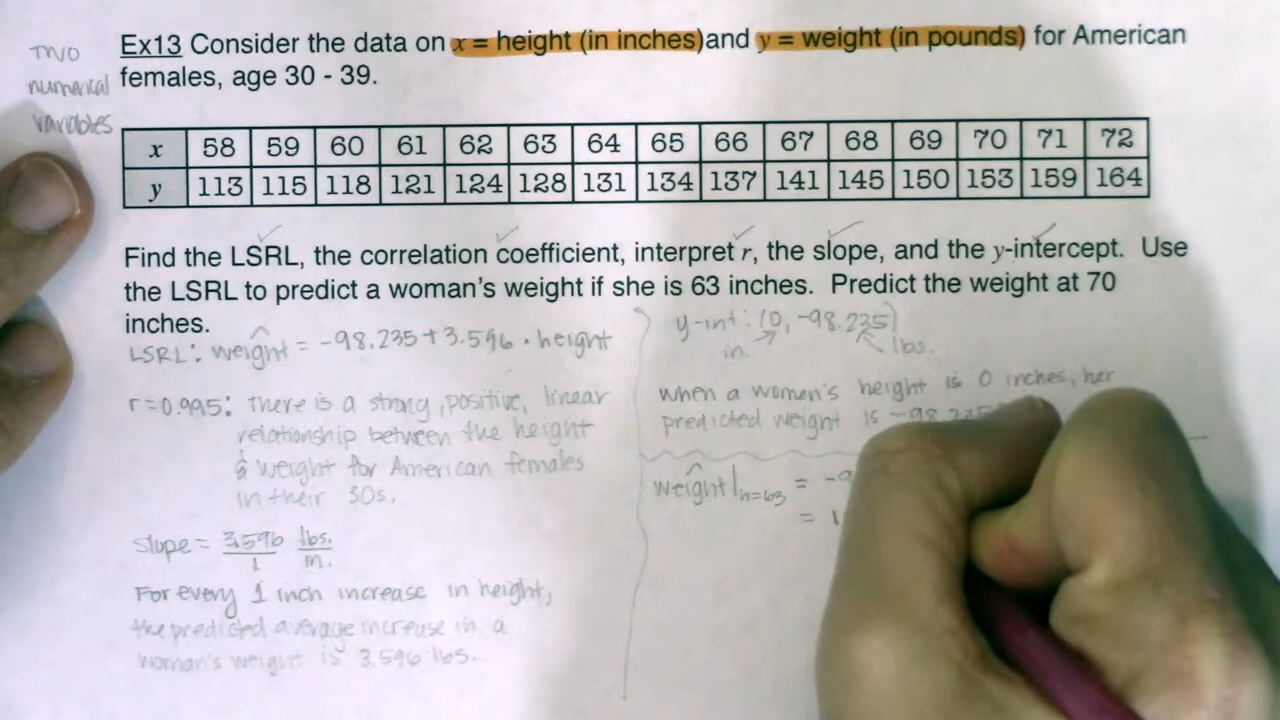 Two
numerical
variables
Ex13 Consider the data on x = height (in inches) and y = weight (in pounds) for American
females, age 30 - 39.
x 58 59 60 61 62 63 64 65 66 67 68 69 70 71 72
y 113 115 118 121 124 128 131 134 137 141 145 150 153 159 164
Find the LSRL, the correlation coefficient, interpret r, the slope, and the y-intercept. Use
the LSRL to predict a woman's weight if she is 63 inches. Predict the weight at 70
inches.
LSRL: weight^ = -98.235 + 3.596 · height
r = 0.995: There is a strong, positive, linear
relationship between the height
& weight for American females
in their 30s.
slope = 3.596/1 lbs./in.
For every 1 inch increase in height,
the predicted average increase in a
woman's weight is 3.596 lbs.
y-int: (0, -98.235)
in. lbs.
when a women's height is 0 inches, her
predicted weight is -98.235
weight^|h=63 = -9
= 1